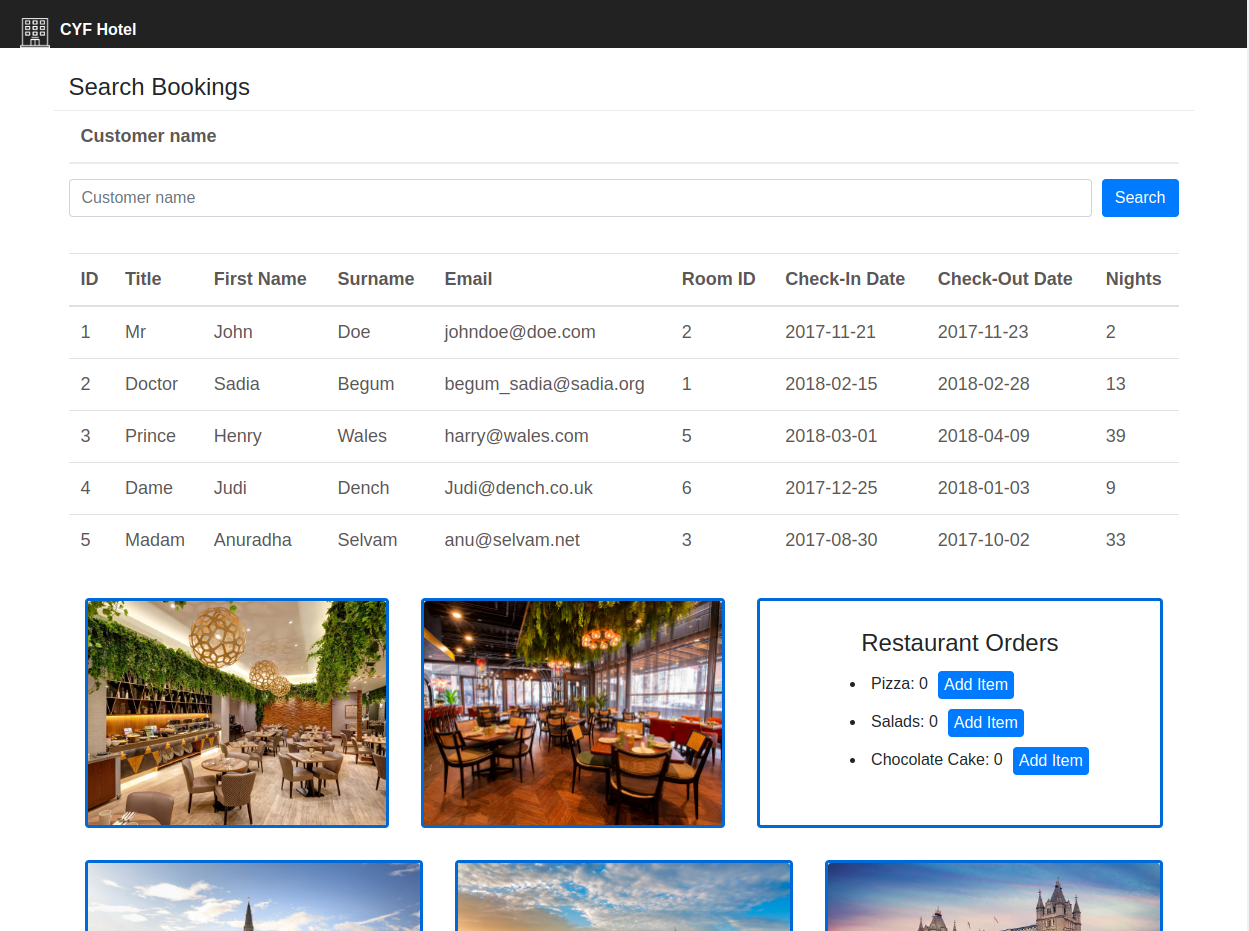 CYF Hotel
Search Bookings
Customer name
Customer name Search
ID Title First Name Surname Email Room ID Check-In Date Check-Out Date Nights
1 Mr John Doe johndoe@doe.com 2 2017-11-21 2017-11-23 2
2 Doctor Sadia Begum begum_sadia@sadia.org 1 2018-02-15 2018-02-28 13
3 Prince Henry Wales harry@wales.com 5 2018-03-01 2018-04-09 39
4 Dame Judi Dench Judi@dench.co.uk 6 2017-12-25 2018-01-03 9
5 Madam Anuradha Selvam anu@selvam.net 3 2017-08-30 2017-10-02 33
Restaurant Orders
Pizza: 0 Add Item
Salads: 0 Add Item
Chocolate Cake: 0 Add Item